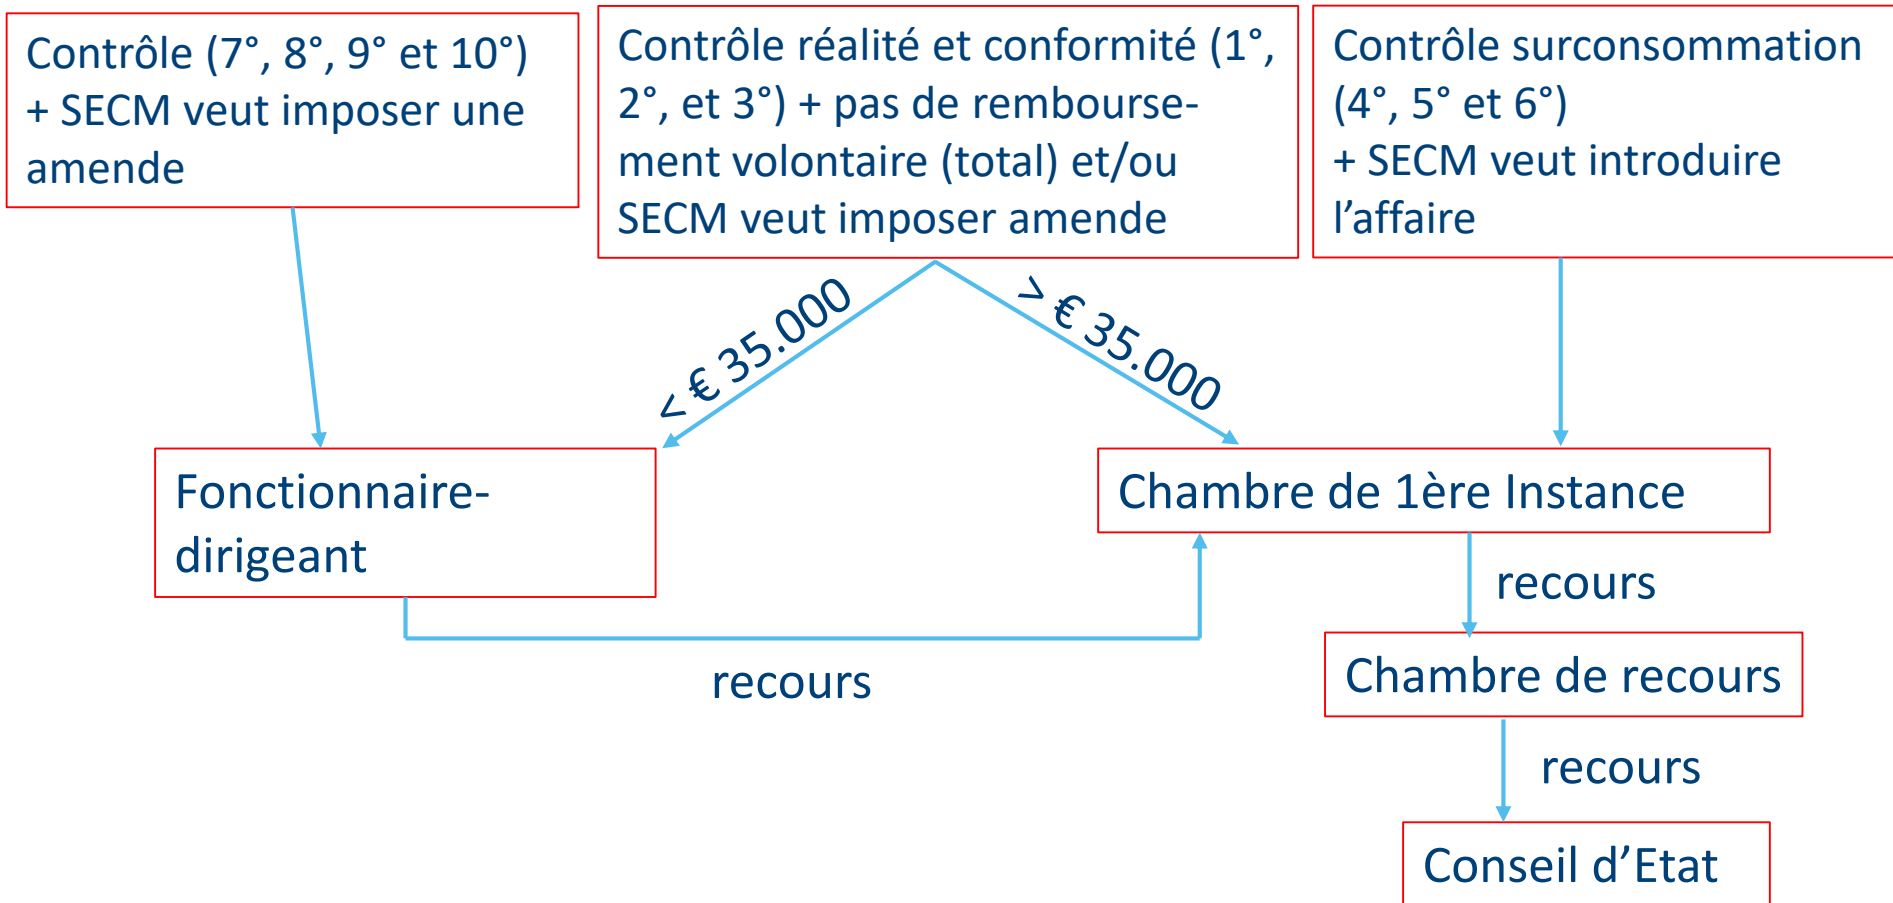 Contrôle (7°, 8°, 9° et 10°)
+ SECM veut imposer une
amende
Contrôle réalité et conformité (1°,
2°, et 3°) + pas de rembourse-
ment volontaire (total) et/ou
SECM veut imposer amende
Contrôle surconsommation
(4°, 5° et 6°)
+ SECM veut introduire
l’affaire
< € 35.000
> € 35.000
Fonctionnaire-
dirigeant
Chambre de 1ère Instance
recours
recours
Chambre de recours
recours
Conseil d’Etat